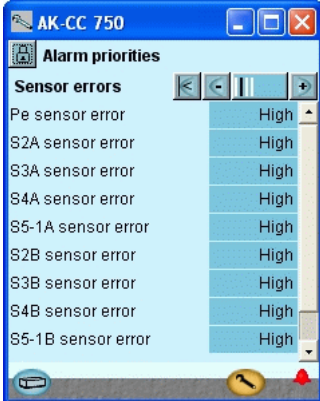 AK-CC 750
Alarm priorities
Sensor errors
Pe sensor error High
S2A sensor error High
S3A sensor error High
S4A sensor error High
S5-1A sensor error High
S2B sensor error High
S3B sensor error High
S4B sensor error High
S5-1B sensor error High